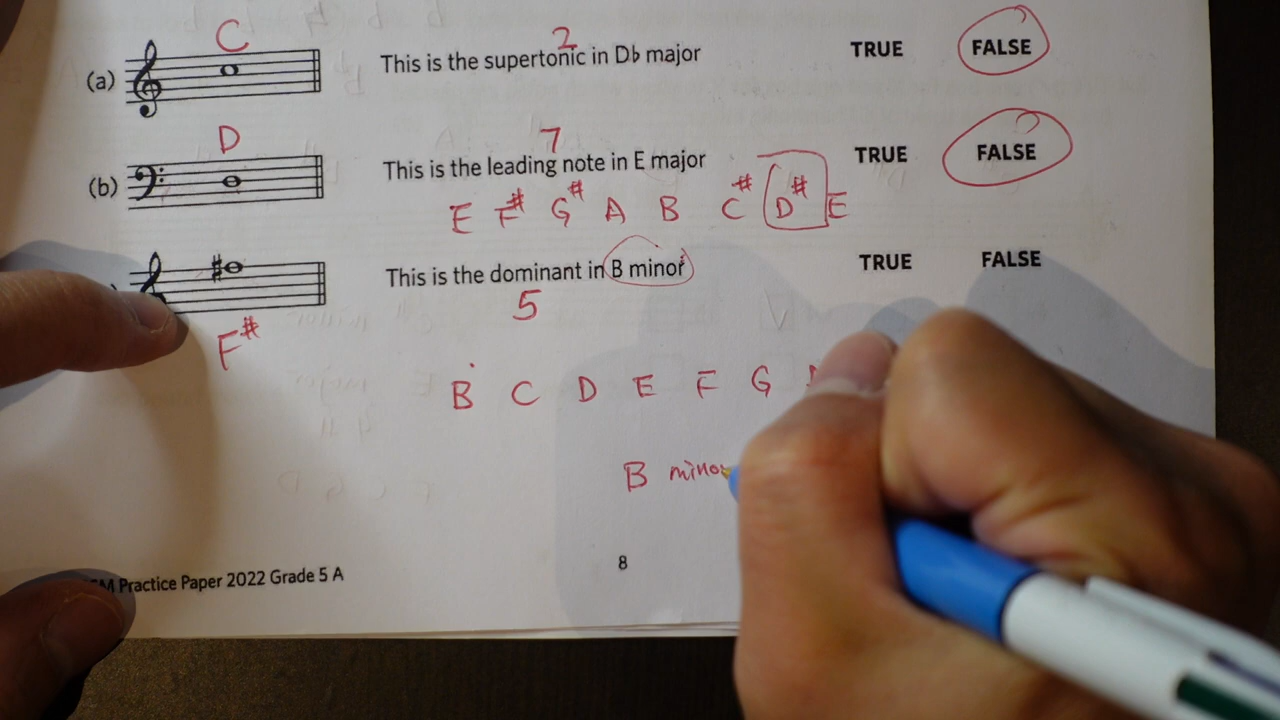 C 2
(a) This is the supertonic in D♭ major TRUE FALSE
D 7
(b) This is the leading note in E major TRUE FALSE
E F# G# A B C# D# E
This is the dominant in B minor TRUE FALSE
F# 5
B C D E F G
B minor
8
Practice Paper 2022 Grade 5 A